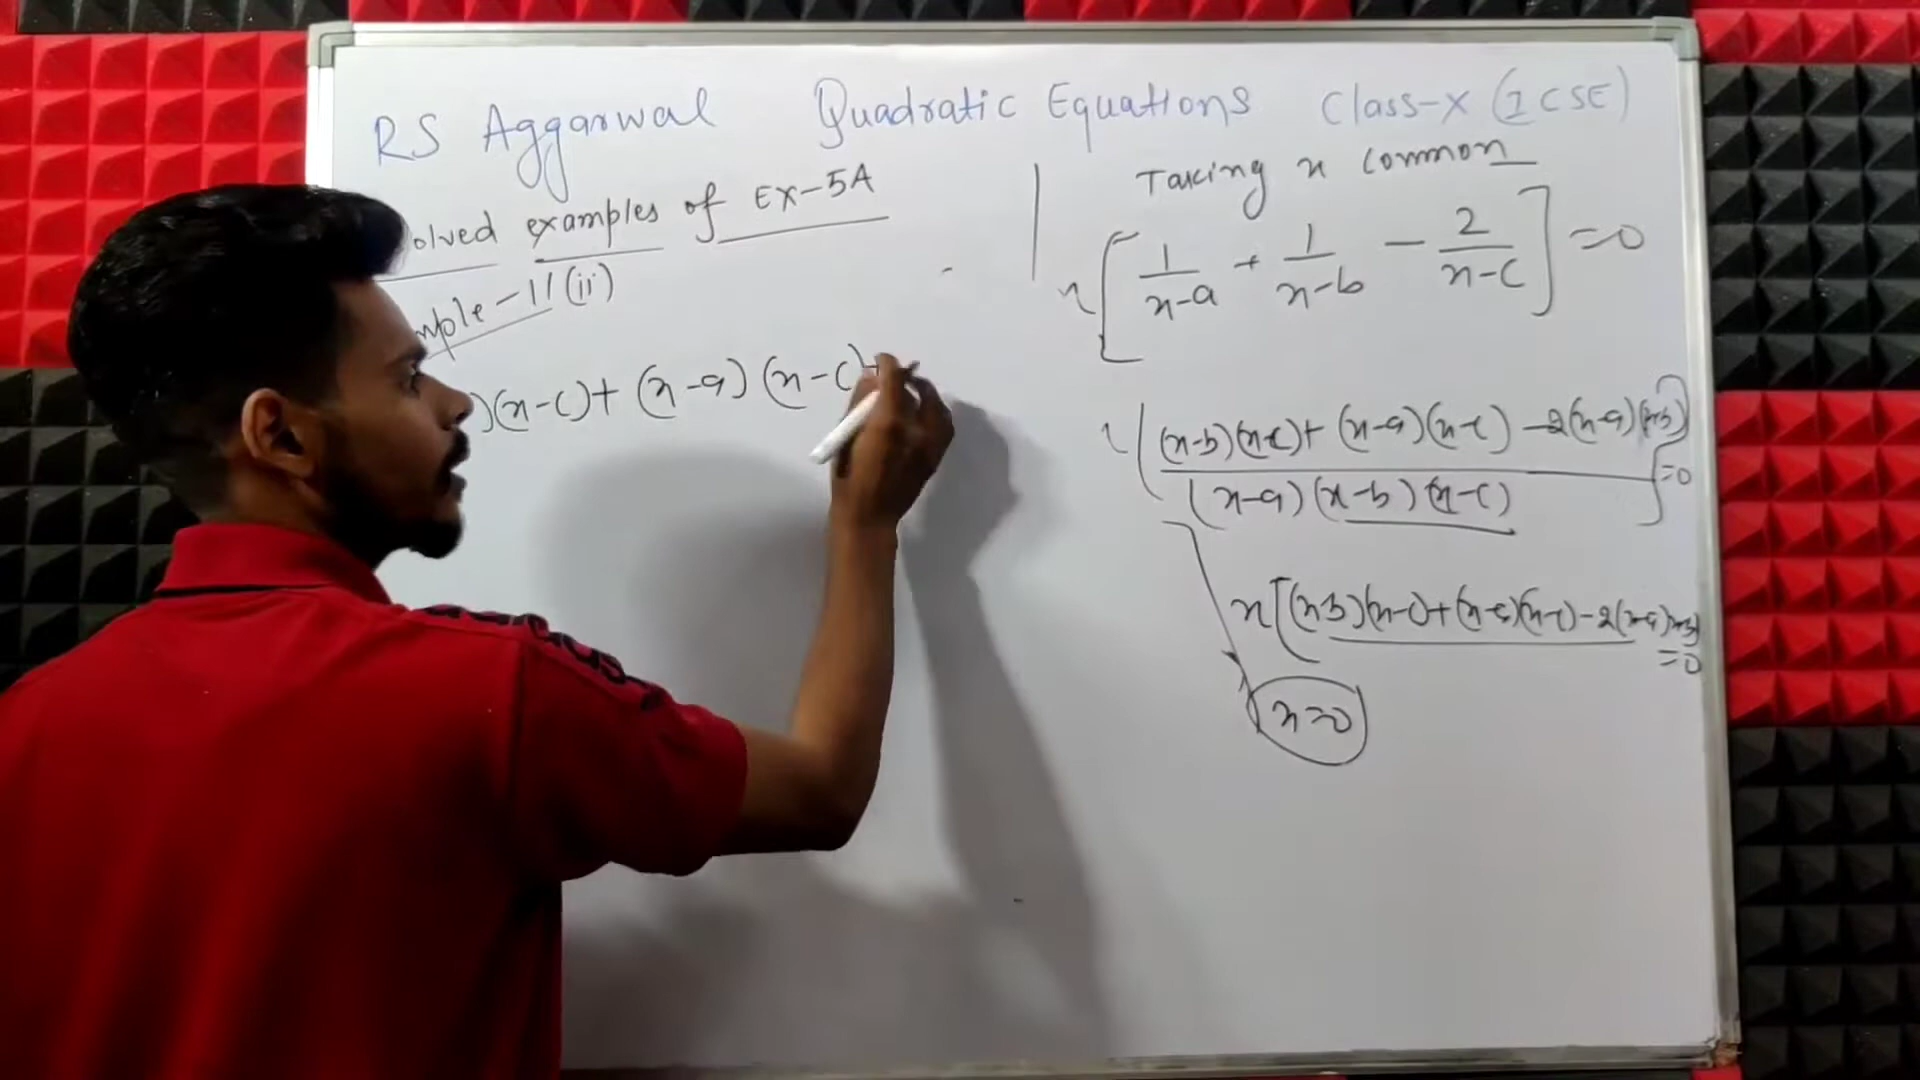 RS Aggarwal Quadratic Equations Class-X (ICSE)
olved examples of EX-5A
mple-11(ii)
)(x-c)+ (x-a) (x-c)
Taking x common
x[1/(x-a) + 1/(x-b) - 2/(x-c)] =0
x[((x-b)(x-c)+ (x-a)(x-c) -2(x-a)(x-b))/((x-a)(x-b)(x-c))] =0
x[(x-b)(x-c)+(x-a)(x-c)-2(x-a)(x-b)
=0
x=0